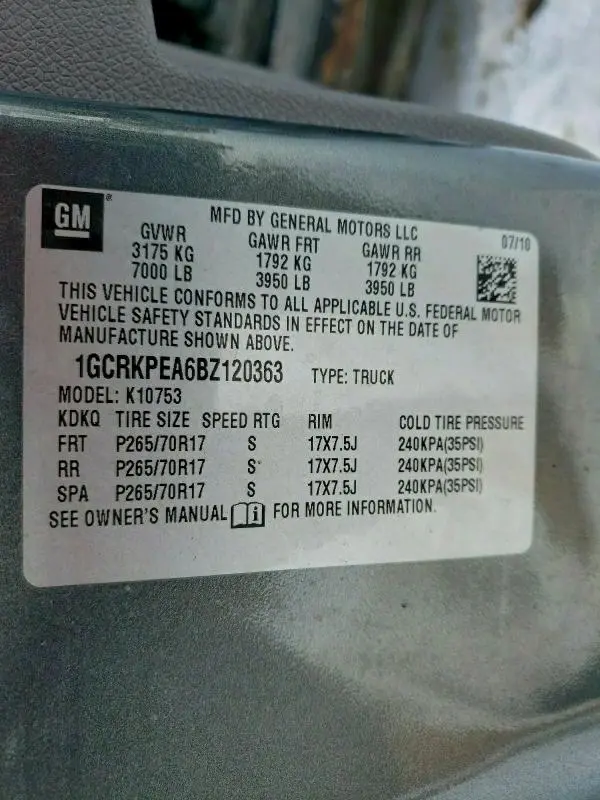 GM®
MFD BY GENERAL MOTORS LLC
07/10
GVWR GAWR FRT GAWR RR
3175 KG 1792 KG 1792 KG
7000 LB 3950 LB 3950 LB
THIS VEHICLE CONFORMS TO ALL APPLICABLE U.S. FEDERAL MOTOR
VEHICLE SAFETY STANDARDS IN EFFECT ON THE DATE OF
MANUFACTURE SHOWN ABOVE.
1GCRKPEA6BZ120363 TYPE: TRUCK
MODEL: K10753
KDKQ TIRE SIZE SPEED RTG RIM COLD TIRE PRESSURE
FRT P265/70R17 S 17X7.5J 240KPA(35PSI)
RR P265/70R17 S 17X7.5J 240KPA(35PSI)
SPA P265/70R17 S 17X7.5J 240KPA(35PSI)
SEE OWNER'S MANUAL FOR MORE INFORMATION.